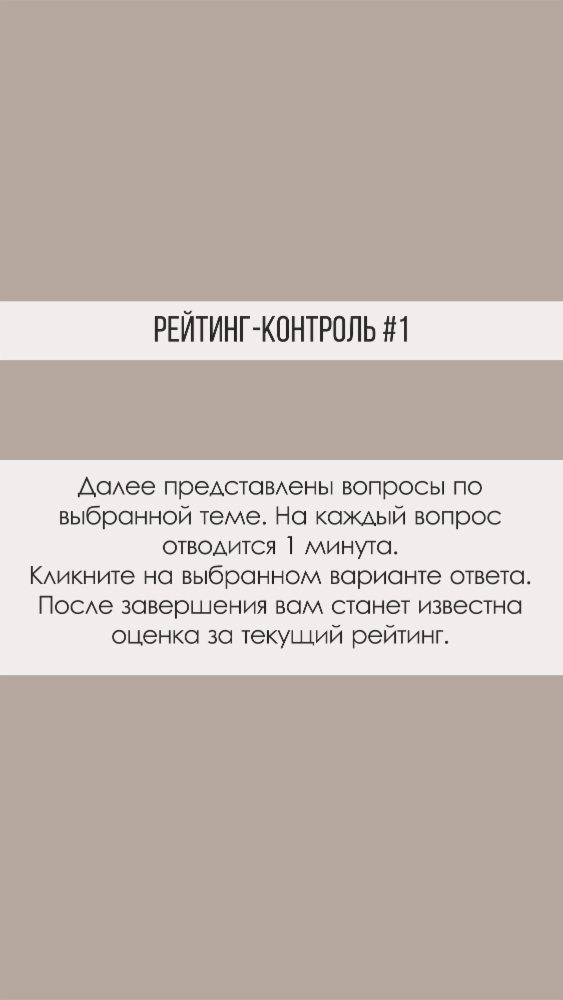 РЕЙТИНГ-КОНТРОЛЬ #1
Далее представлены вопросы по
выбранной теме. На каждый вопрос
отводится 1 минута.
Кликните на выбранном варианте ответа.
После завершения вам станет известна
оценка за текущий рейтинг.